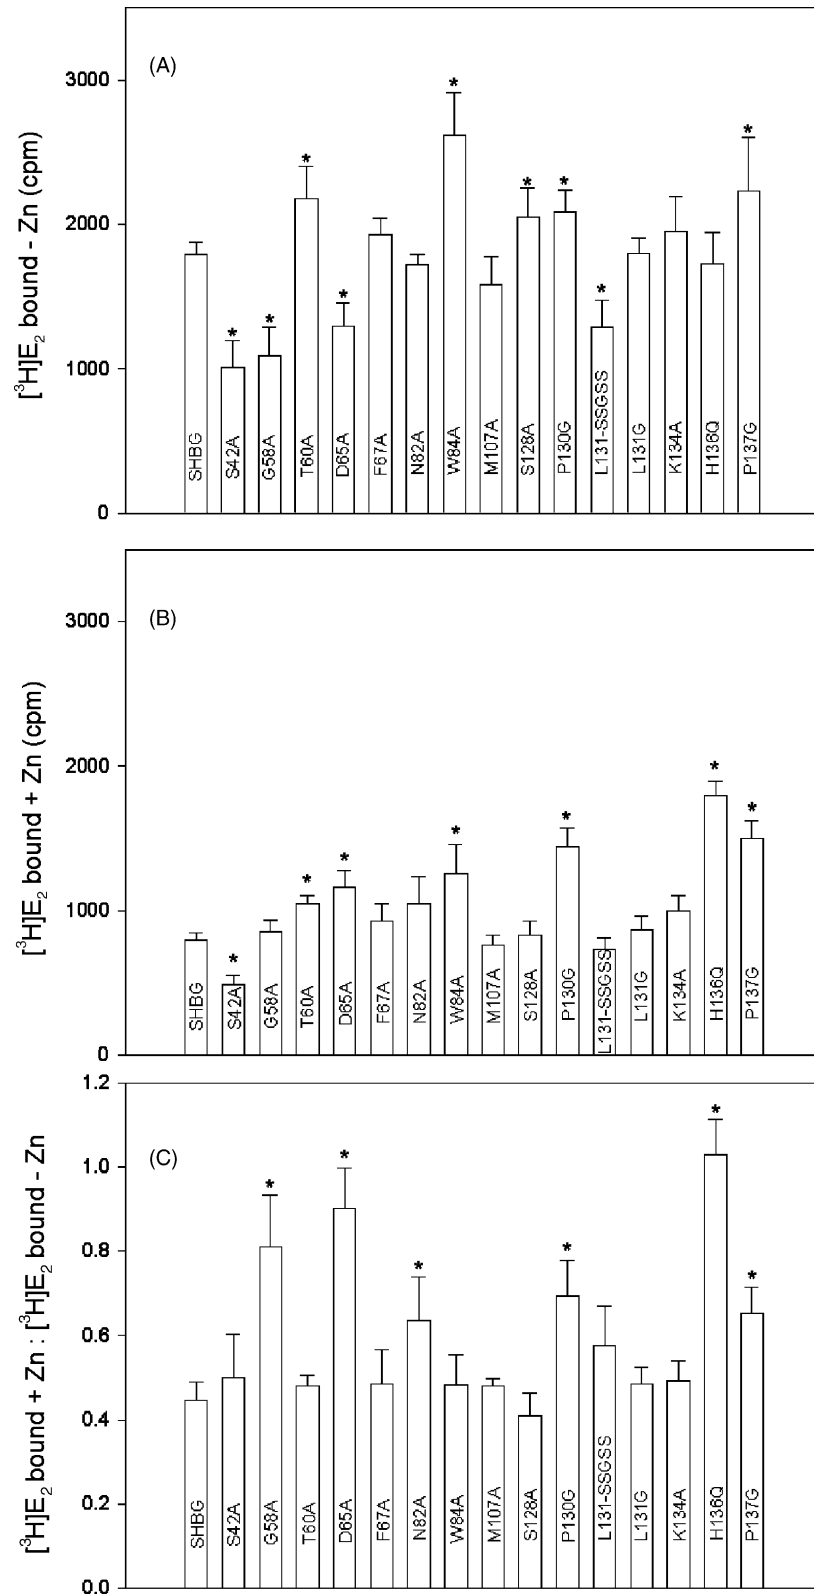 (A)
[³H]E₂ bound - Zn (cpm)
3000
2000
1000
0
* * * * * * * * *
SHBG S42A G58A T60A D65A F67A N82A W84A M107A S128A P130G L131-SSGSS L131G K134A H136Q P137G
(B)
[³H]E₂ bound + Zn (cpm)
3000
2000
1000
0
* * * * * * *
SHBG S42A G58A T60A D65A F67A N82A W84A M107A S128A P130G L131-SSGSS L131G K134A H136Q P137G
(C)
[³H]E₂ bound + Zn : [³H]E₂ bound - Zn
1.2
1.0
0.8
0.6
0.4
0.2
0.0
* * * * * *
SHBG S42A G58A T60A D65A F67A N82A W84A M107A S128A P130G L131-SSGSS L131G K134A H136Q P137G